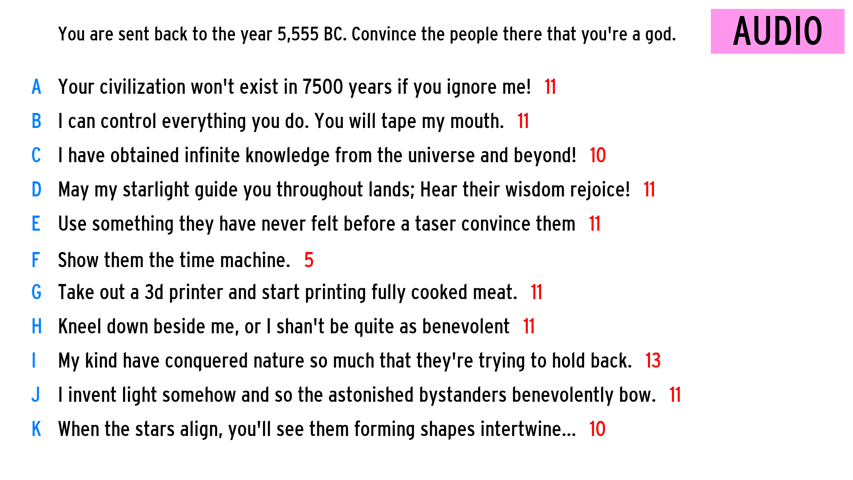 You are sent back to the year 5,555 BC. Convince the people there that you're a god.
AUDIO
A Your civilization won't exist in 7500 years if you ignore me! 11
B I can control everything you do. You will tape my mouth. 11
C I have obtained infinite knowledge from the universe and beyond! 10
D May my starlight guide you throughout lands; Hear their wisdom rejoice! 11
E Use something they have never felt before a taser convince them 11
F Show them the time machine. 5
G Take out a 3d printer and start printing fully cooked meat. 11
H Kneel down beside me, or I shan't be quite as benevolent 11
I My kind have conquered nature so much that they're trying to hold back. 13
J I invent light somehow and so the astonished bystanders benevolently bow. 11
K When the stars align, you'll see them forming shapes intertwine... 10